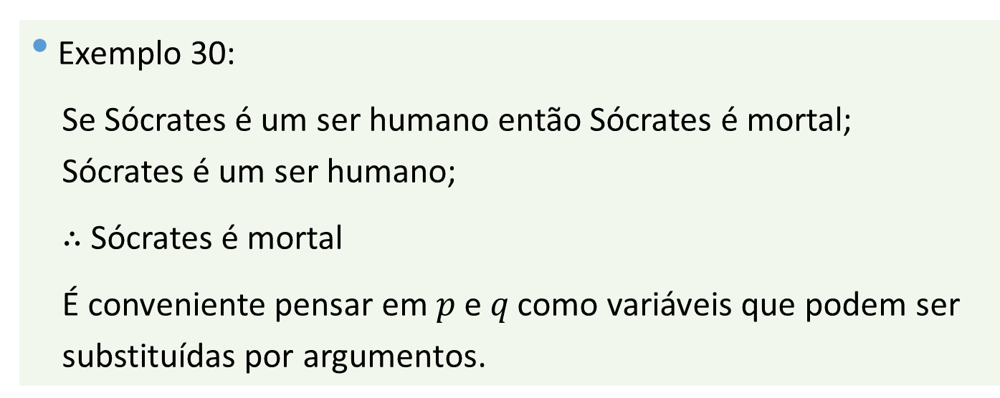 • Exemplo 30:
Se Sócrates é um ser humano então Sócrates é mortal;
Sócrates é um ser humano;
∴ Sócrates é mortal
É conveniente pensar em p e q como variáveis que podem ser
substituídas por argumentos.